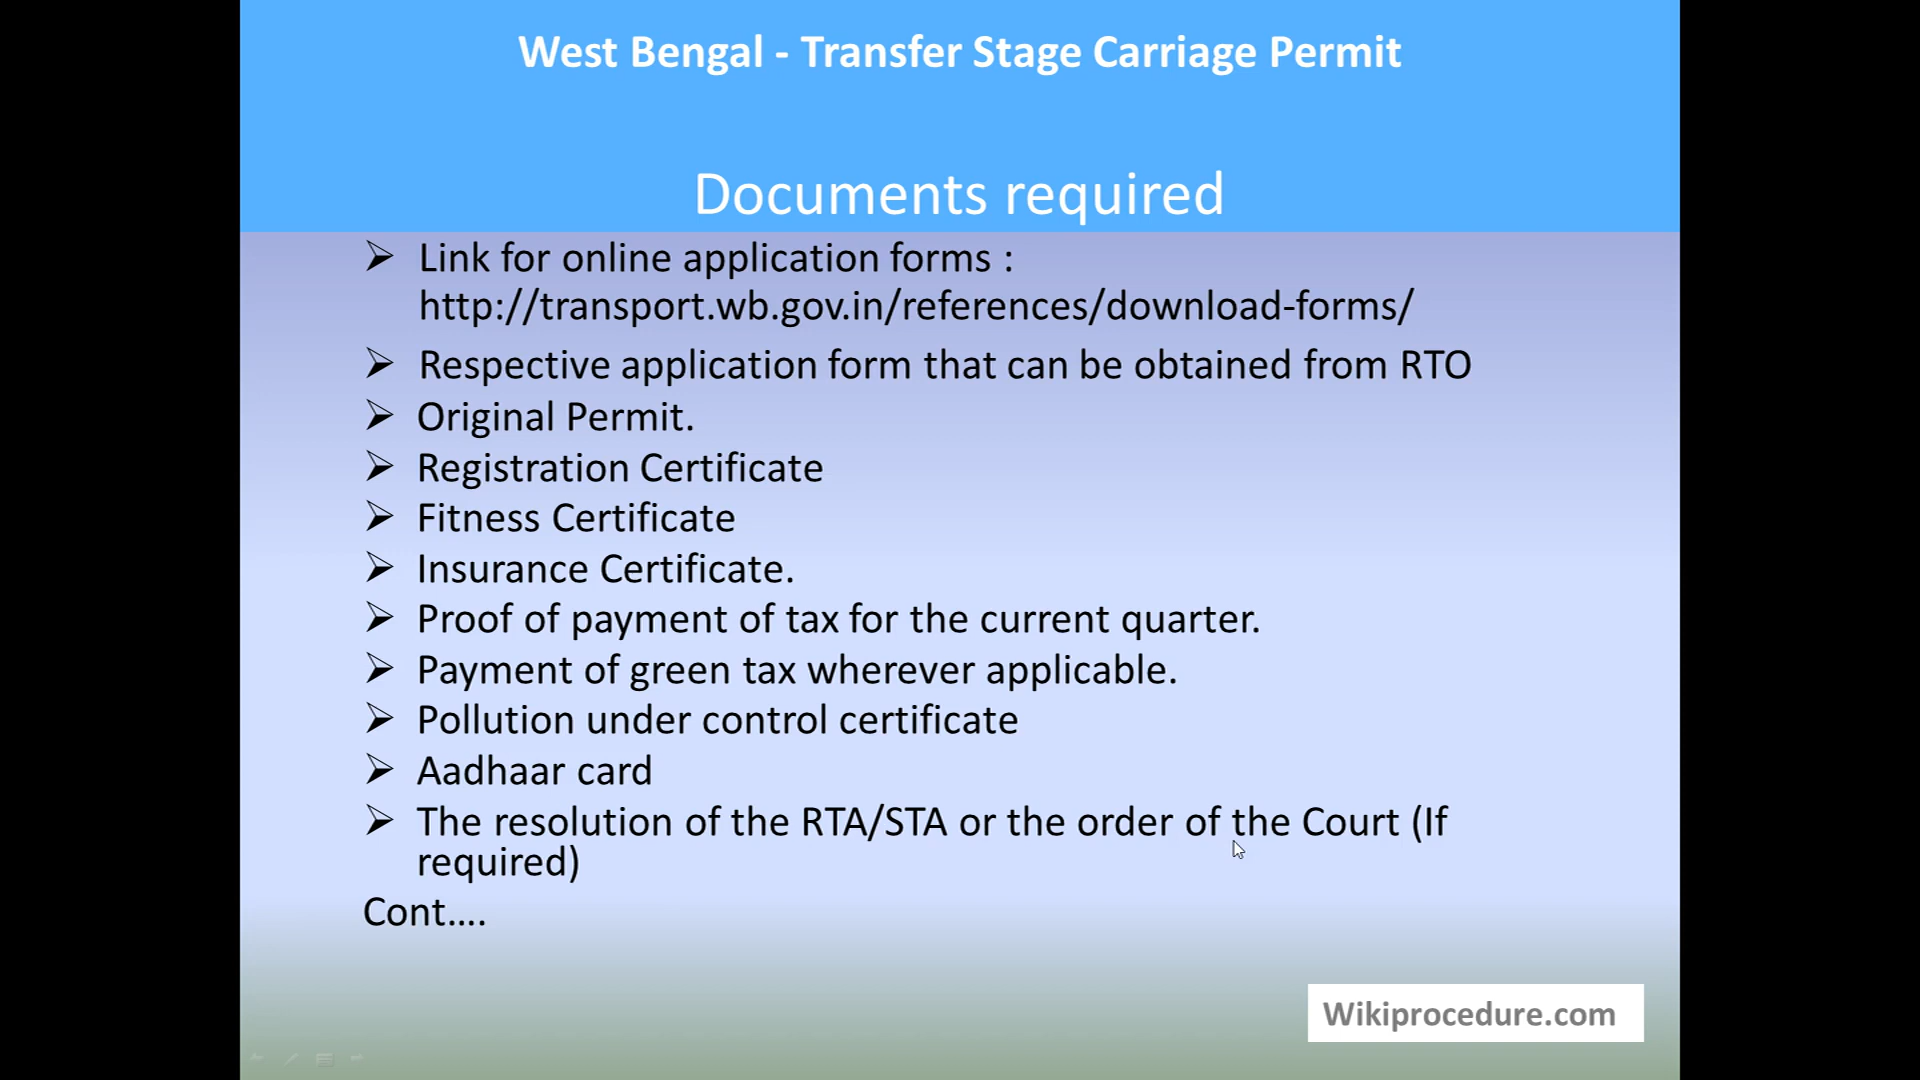 West Bengal - Transfer Stage Carriage Permit
Documents required
➢ Link for online application forms :
http://transport.wb.gov.in/references/download-forms/
➢ Respective application form that can be obtained from RTO
➢ Original Permit.
➢ Registration Certificate
➢ Fitness Certificate
➢ Insurance Certificate.
➢ Proof of payment of tax for the current quarter.
➢ Payment of green tax wherever applicable.
➢ Pollution under control certificate
➢ Aadhaar card
➢ The resolution of the RTA/STA or the order of the Court (If
required)
Cont....
Wikiprocedure.com